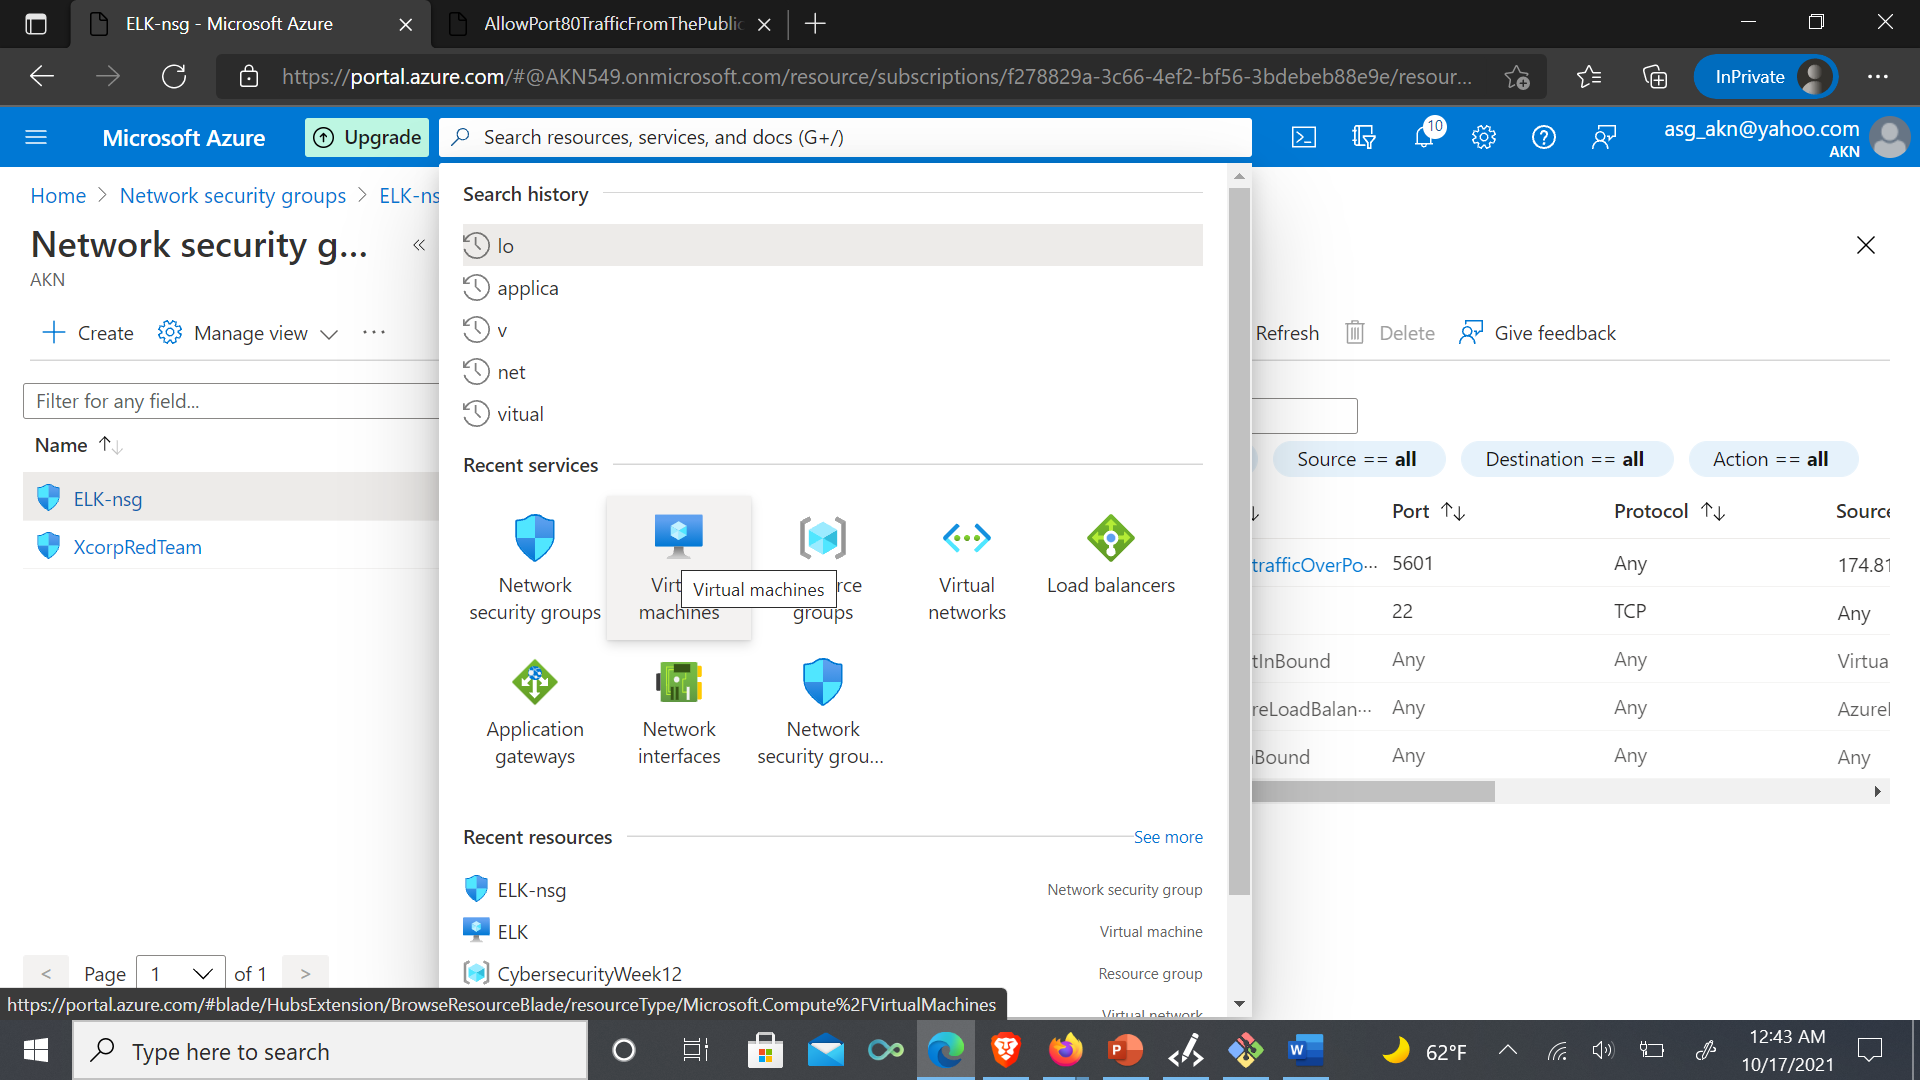 ELK-nsg - Microsoft Azure
AllowPort80TrafficFromThePublic
https://portal.azure.com/#@AKN549.onmicrosoft.com/resource/subscriptions/f278829a-3c66-4ef2-bf56-3bdebeb88e9e/resour...
InPrivate
Microsoft Azure
Upgrade
Search resources, services, and docs (G+/)
10
asg_akn@yahoo.com
AKN
Home > Network security groups > ELK-ns
Network security g...
AKN
Create
Manage view
Refresh
Delete
Give feedback
Filter for any field...
Name
ELK-nsg
XcorpRedTeam
Search history
lo
applica
v
net
vitual
Recent services
Network
security groups
Virt
machines
Virtual machines
rce
groups
Virtual
networks
Load balancers
Application
gateways
Network
interfaces
Network
security grou...
Recent resources
See more
ELK-nsg
Network security group
ELK
Virtual machine
CybersecurityWeek12
Resource group
Virtual network
Source == all
Destination == all
Action == all
Port
Protocol
Source
trafficOverPo... 5601 Any 174.81
22 TCP Any
tInBound Any Any Virtua
reLoadBalan... Any Any Azurel
Bound Any Any Any
< Page 1 of 1 >
https://portal.azure.com/#blade/HubsExtension/BrowseResourceBlade/resourceType/Microsoft.Compute%2FVirtualMachines
Type here to search
62°F
12:43 AM
10/17/2021